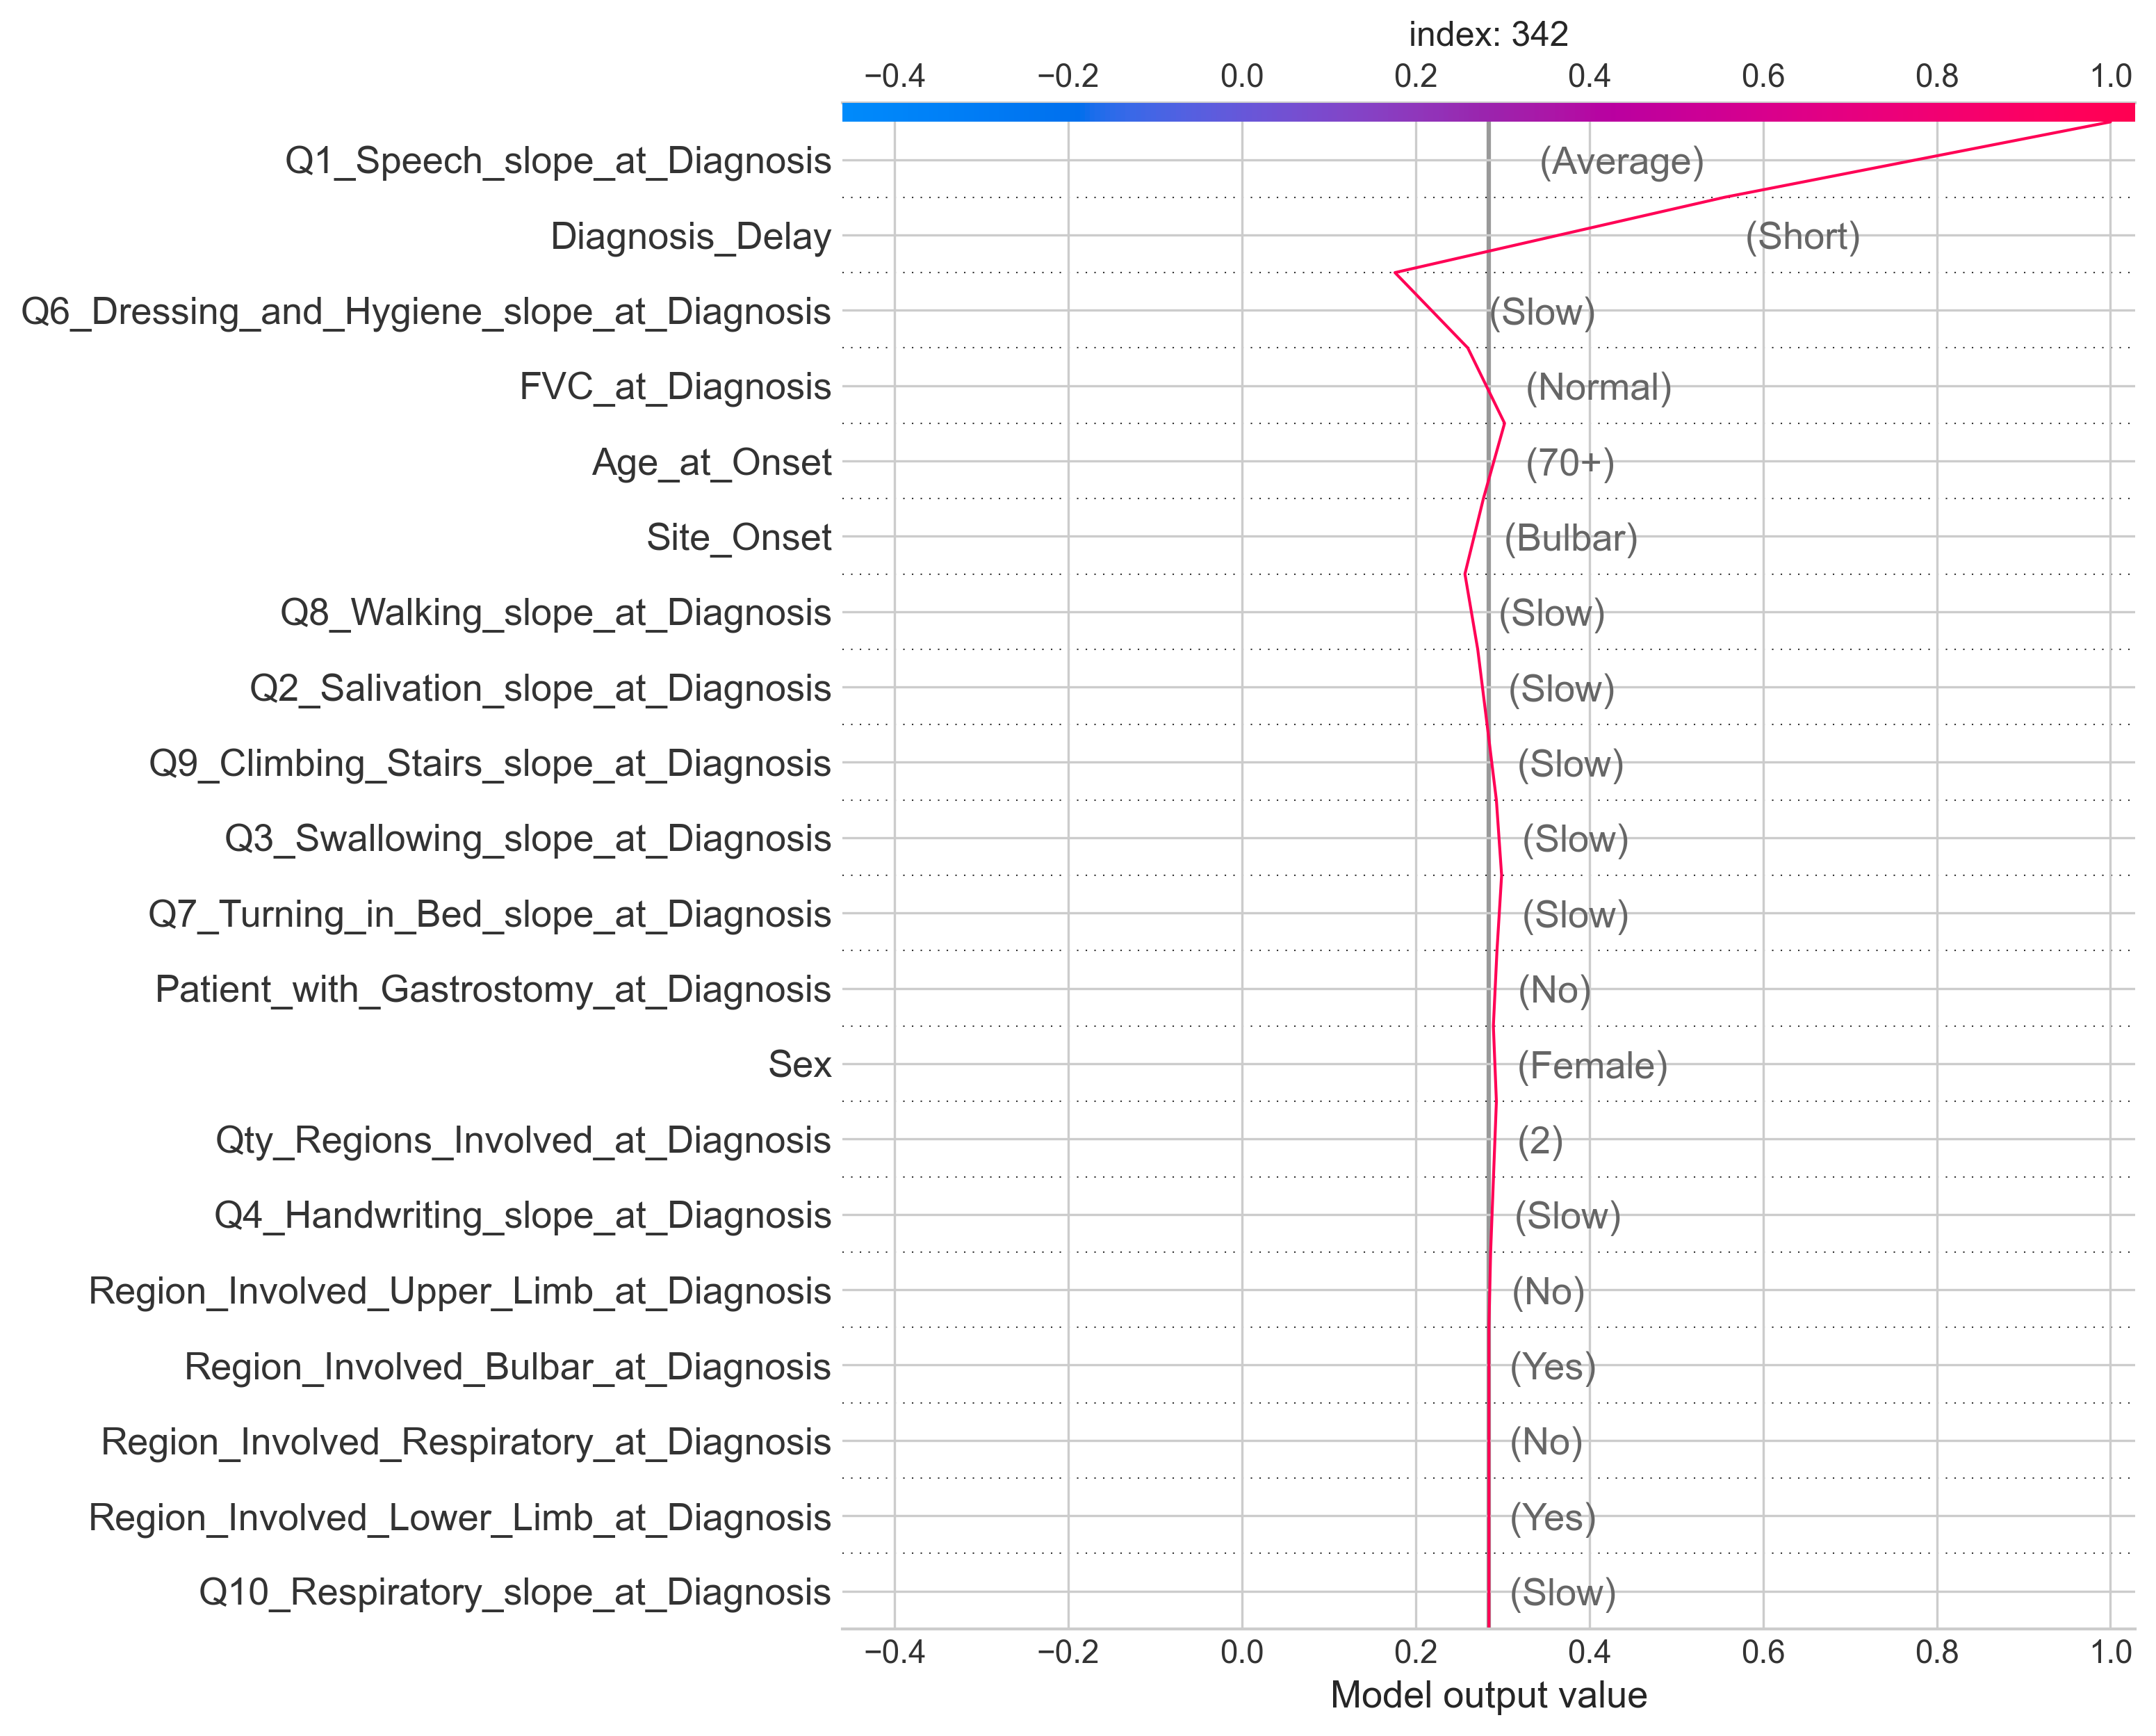 index: 342
−0.4 −0.2 0.0 0.2 0.4 0.6 0.8 1.0
Q1_Speech_slope_at_Diagnosis (Average)
Diagnosis_Delay (Short)
Q6_Dressing_and_Hygiene_slope_at_Diagnosis (Slow)
FVC_at_Diagnosis (Normal)
Age_at_Onset (70+)
Site_Onset (Bulbar)
Q8_Walking_slope_at_Diagnosis (Slow)
Q2_Salivation_slope_at_Diagnosis (Slow)
Q9_Climbing_Stairs_slope_at_Diagnosis (Slow)
Q3_Swallowing_slope_at_Diagnosis (Slow)
Q7_Turning_in_Bed_slope_at_Diagnosis (Slow)
Patient_with_Gastrostomy_at_Diagnosis (No)
Sex (Female)
Qty_Regions_Involved_at_Diagnosis (2)
Q4_Handwriting_slope_at_Diagnosis (Slow)
Region_Involved_Upper_Limb_at_Diagnosis (No)
Region_Involved_Bulbar_at_Diagnosis (Yes)
Region_Involved_Respiratory_at_Diagnosis (No)
Region_Involved_Lower_Limb_at_Diagnosis (Yes)
Q10_Respiratory_slope_at_Diagnosis (Slow)
−0.4 −0.2 0.0 0.2 0.4 0.6 0.8 1.0
Model output value